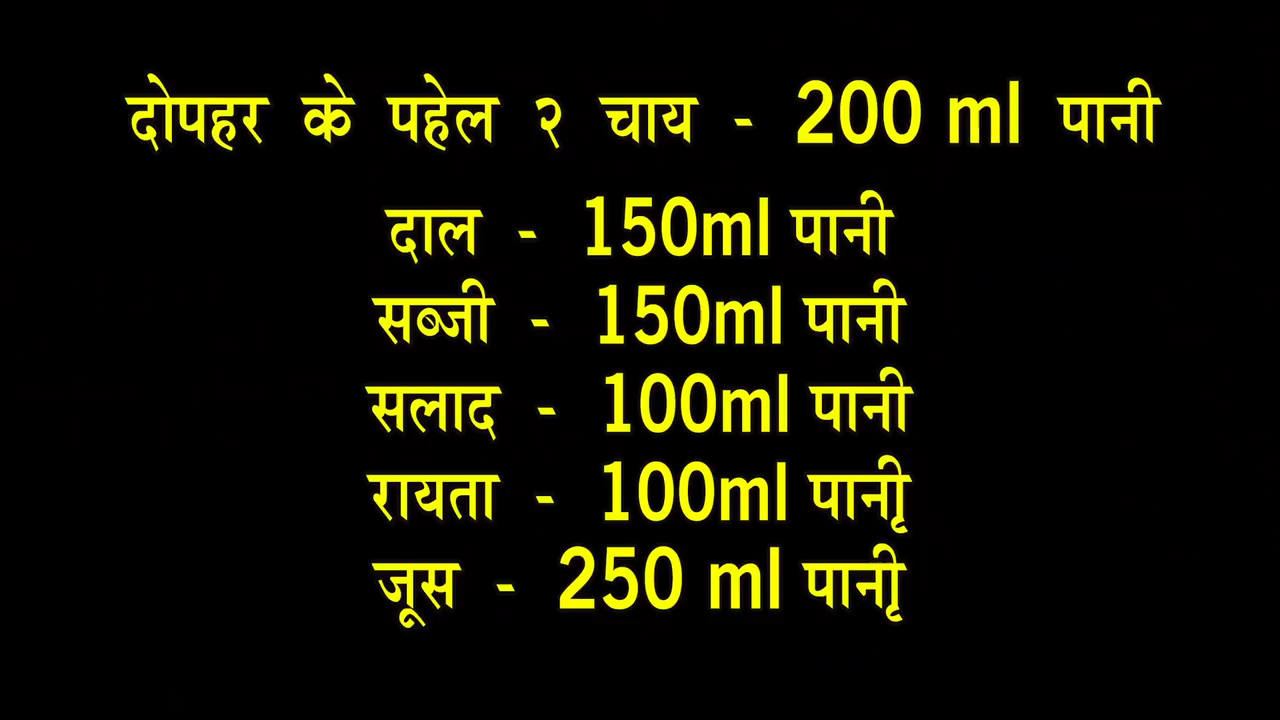 दोपहर के पहेल २ चाय - 200 ml पानी
दाल - 150ml पानी
सब्जी - 150ml पानी
सलाद - 100ml पानी
रायता - 100ml पानीृ
जूस - 250 ml पानीृ